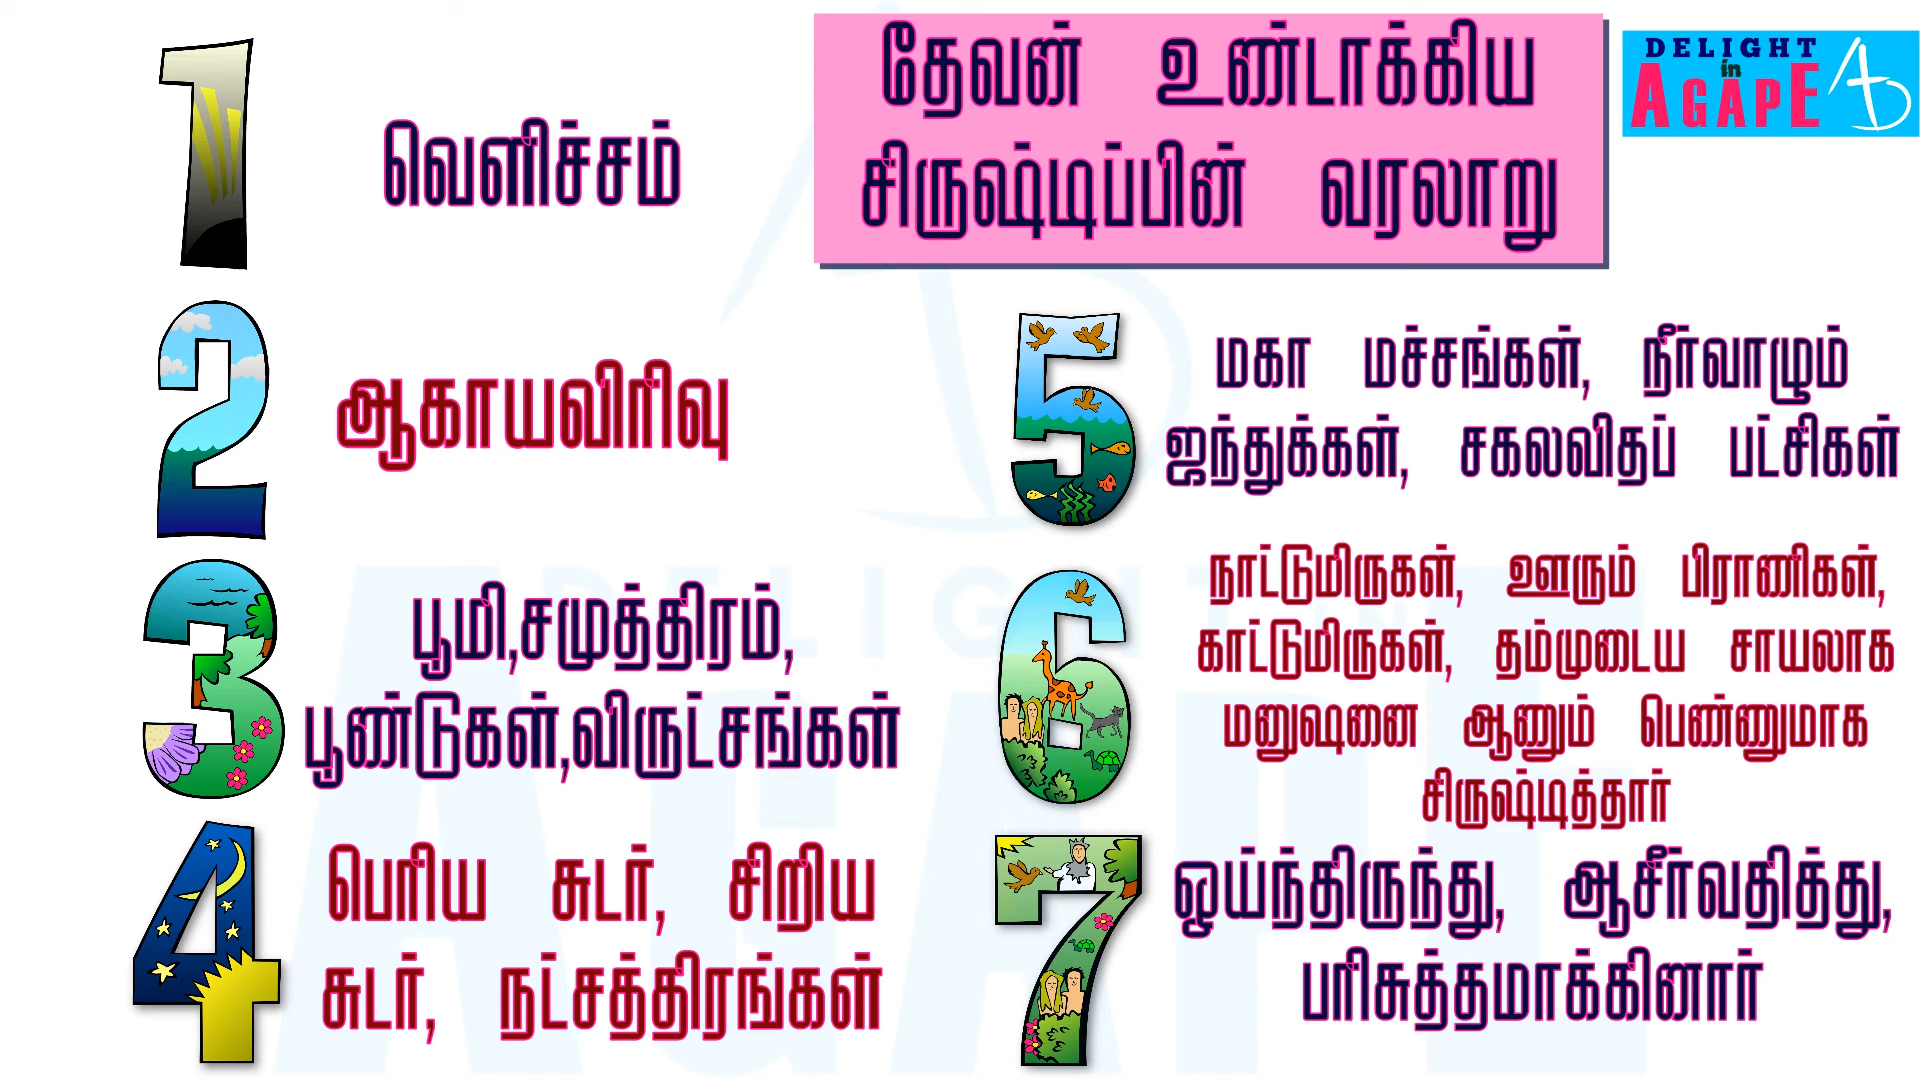 தேவன் உண்டாக்கிய
சிருஷ்டிப்பின் வரலாறு
DELIGHT
in
AGAPE
1
வெளிச்சம்
2
ஆகாயவிரிவு
3
பூமி,சமுத்திரம்,
பூண்டுகள்,விருட்சங்கள்
4
பெரிய சுடர், சிறிய
சுடர், நட்சத்திரங்கள்
5
மகா மச்சங்கள், நீர்வாழும்
ஜந்துக்கள், சகலவிதப் பட்சிகள்
6
நாட்டுமிருகள், ஊரும் பிராணிகள்,
காட்டுமிருகள், தம்முடைய சாயலாக
மனுஷனை ஆணும் பெண்ணுமாக
சிருஷ்டித்தார்
7
ஓய்ந்திருந்து, ஆசீர்வதித்து,
பரிசுத்தமாக்கினார்